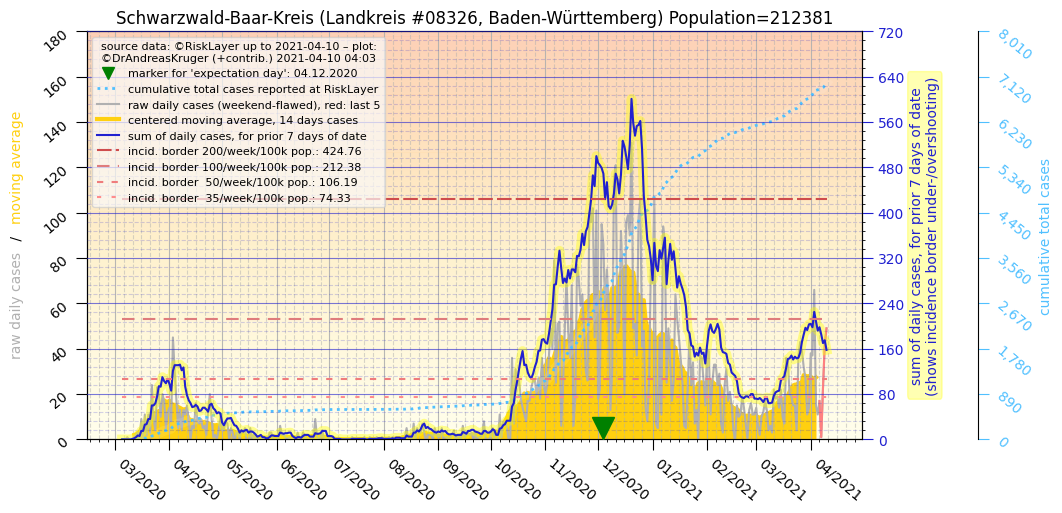 Schwarzwald-Baar-Kreis (Landkreis #08326, Baden-Württemberg) Population=212381
source data: ©RiskLayer up to 2021-04-10 – plot:
©DrAndreasKruger (+contrib.) 2021-04-10 04:03
marker for 'expectation day': 04.12.2020
cumulative total cases reported at RiskLayer
raw daily cases (weekend-flawed), red: last 5
centered moving average, 14 days cases
sum of daily cases, for prior 7 days of date
incid. border 200/week/100k pop.: 424.76
incid. border 100/week/100k pop.: 212.38
incid. border  50/week/100k pop.: 106.19
incid. border  35/week/100k pop.: 74.33
raw daily cases  /  moving average
180
160
140
120
100
80
60
40
20
0
03/2020
04/2020
05/2020
06/2020
07/2020
08/2020
09/2020
10/2020
11/2020
12/2020
01/2021
02/2021
03/2021
04/2021
720
640
560
480
400
320
240
160
80
0
sum of daily cases, for prior 7 days of date
(shows incidence border under-/overshooting)
8,010
7,120
6,230
5,340
4,450
3,560
2,670
1,780
890
0
cumulative total cases